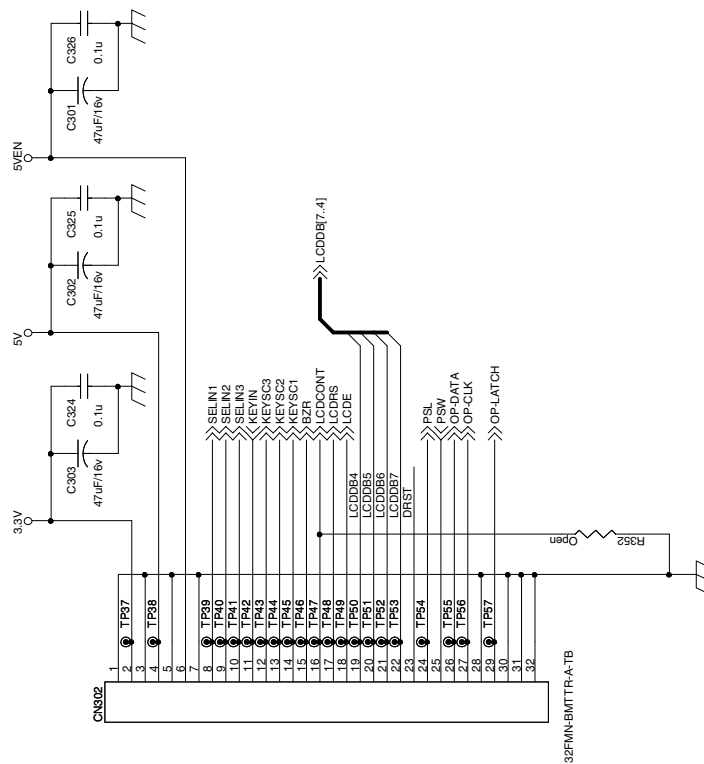 5VEN
C326
0.1u
C301
47uF/16v
5V
C325
0.1u
C302
47uF/16v
3.3V
C324
0.1u
C303
47uF/16v
LCDDB[7..4]
SELIN1
SELIN2
SELIN3
KEYIN
KEYSC3
KEYSC2
KEYSC1
BZR
LCDCONT
LCDRS
LCDE
LCDDB4
LCDDB5
LCDDB6
LCDDB7
DRST
PSL
PSW
OP-DATA
OP-CLK
OP-LATCH
Open
R352
TP37
TP38
TP39
TP40
TP41
TP42
TP43
TP44
TP45
TP46
TP47
TP48
TP49
TP50
TP51
TP52
TP53
TP54
TP55
TP56
TP57
1
2
3
4
5
6
7
8
9
10
11
12
13
14
15
16
17
18
19
20
21
22
23
24
25
26
27
28
29
30
31
32
CN302
32FMN-BMTTR-A-TB